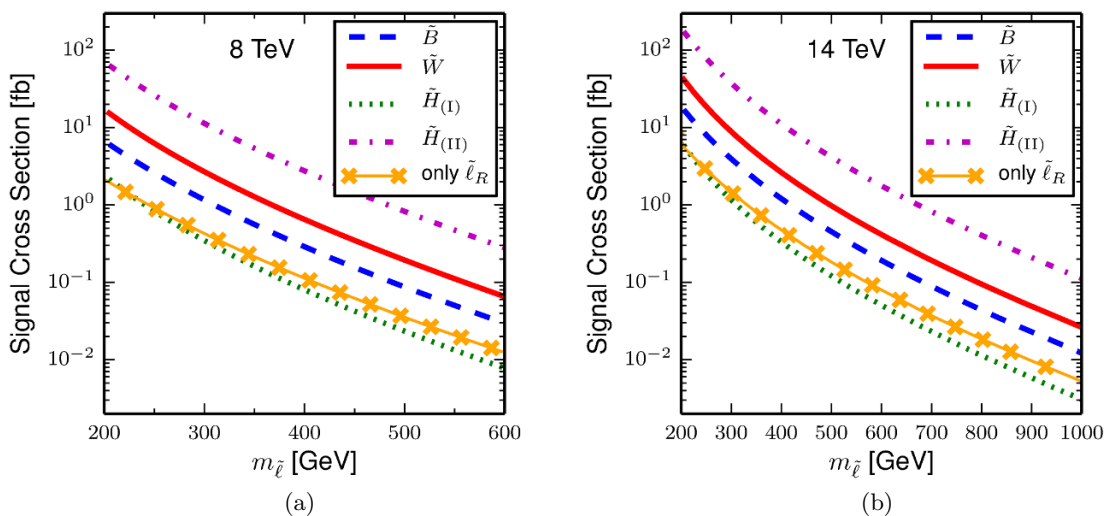 8 TeV
B̃
W̃
H̃(I)
H̃(II)
only ℓ̃R
10²
10¹
10⁰
10⁻¹
10⁻²
Signal Cross Section [fb]
200 300 400 500 600
mℓ̃ [GeV]
(a)
14 TeV
B̃
W̃
H̃(I)
H̃(II)
only ℓ̃R
10²
10¹
10⁰
10⁻¹
10⁻²
Signal Cross Section [fb]
200 300 400 500 600 700 800 900 1000
mℓ̃ [GeV]
(b)